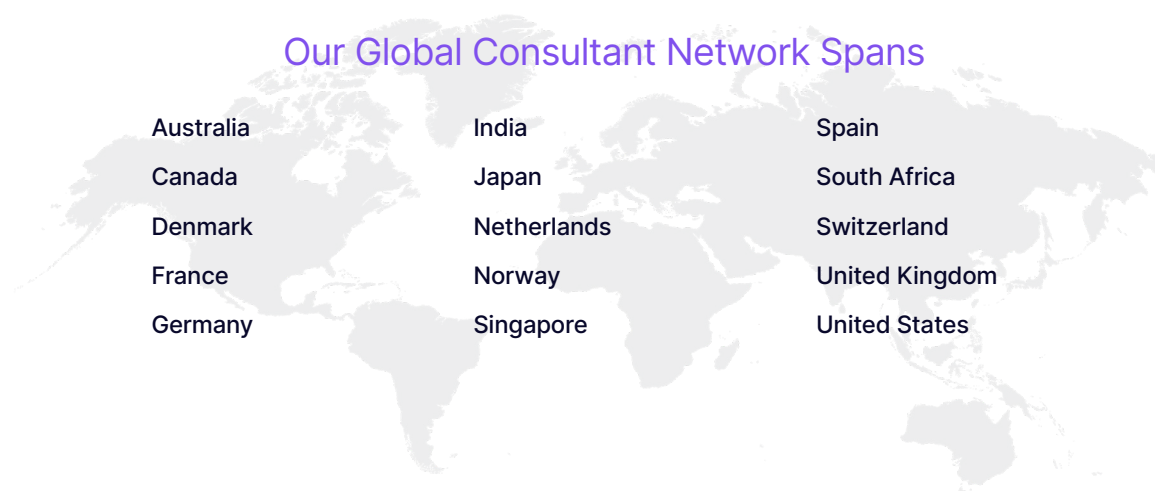 Our Global Consultant Network Spans
Australia
Canada
Denmark
France
Germany
India
Japan
Netherlands
Norway
Singapore
Spain
South Africa
Switzerland
United Kingdom
United States